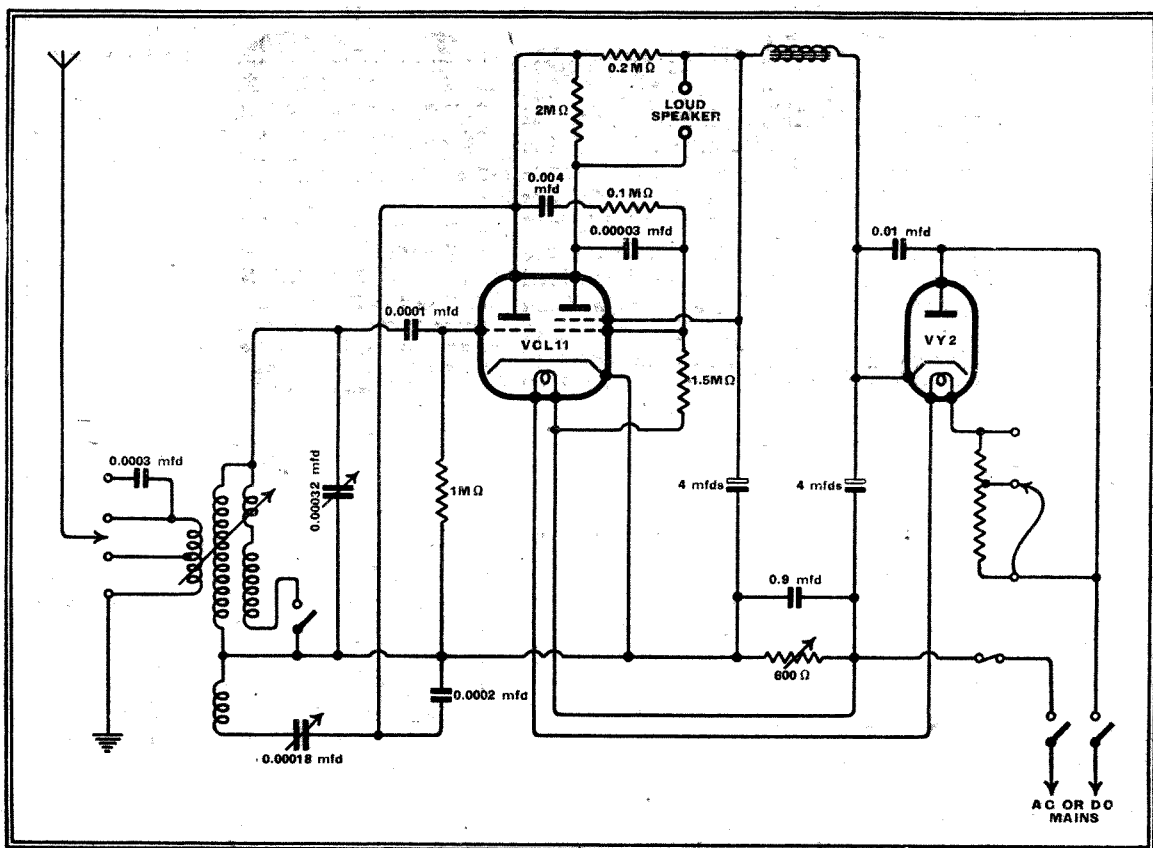 0.2 MΩ
2MΩ
LOUD
SPEAKER
0.004
mfd
0.1MΩ
0.00003 mfd
0.01 mfd
0.0001 mfd
VCL11
VY2
1.5MΩ
0.0003 mfd
0.00032 mfd
1MΩ
4 mfds
4 mfds
0.9 mfd
600 Ω
0.0002 mfd
0.00018 mfd
AC OR DC
MAINS